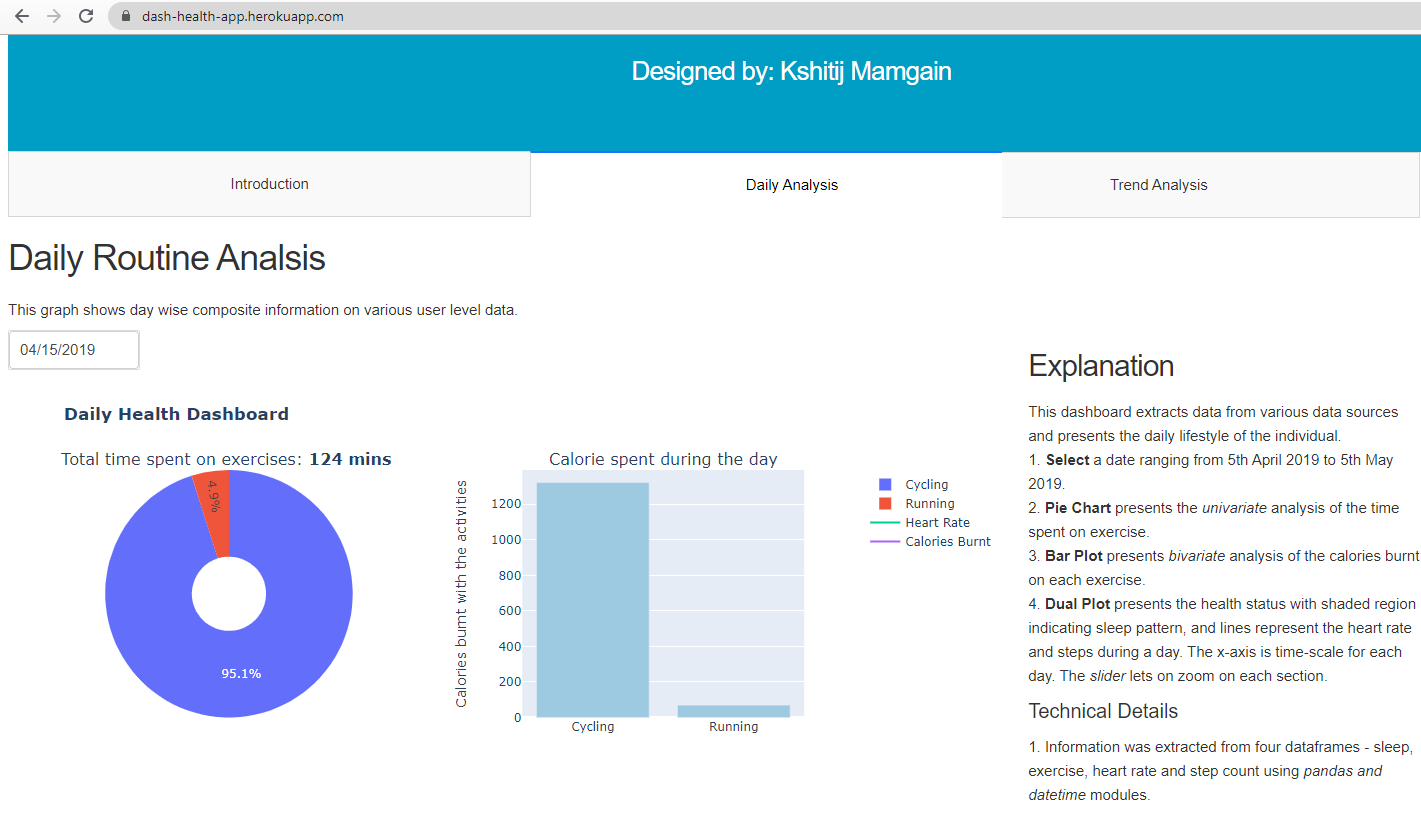 dash-health-app.herokuapp.com
Designed by: Kshitij Mamgain
Introduction
Daily Analysis
Trend Analysis
Daily Routine Analsis
This graph shows day wise composite information on various user level data.
04/15/2019
Daily Health Dashboard
Total time spent on exercises: 124 mins
4.9%
95.1%
Calorie spent during the day
Calories burnt with the activities
1200
1000
800
600
400
200
0
Cycling
Running
Cycling
Running
Heart Rate
Calories Burnt
Explanation
This dashboard extracts data from various data sources
and presents the daily lifestyle of the individual.
1. Select a date ranging from 5th April 2019 to 5th May
2019.
2. Pie Chart presents the univariate analysis of the time
spent on exercise.
3. Bar Plot presents bivariate analysis of the calories burnt
on each exercise.
4. Dual Plot presents the health status with shaded region
indicating sleep pattern, and lines represent the heart rate
and steps during a day. The x-axis is time-scale for each
day. The slider lets on zoom on each section.
Technical Details
1. Information was extracted from four dataframes - sleep,
exercise, heart rate and step count using pandas and
datetime modules.